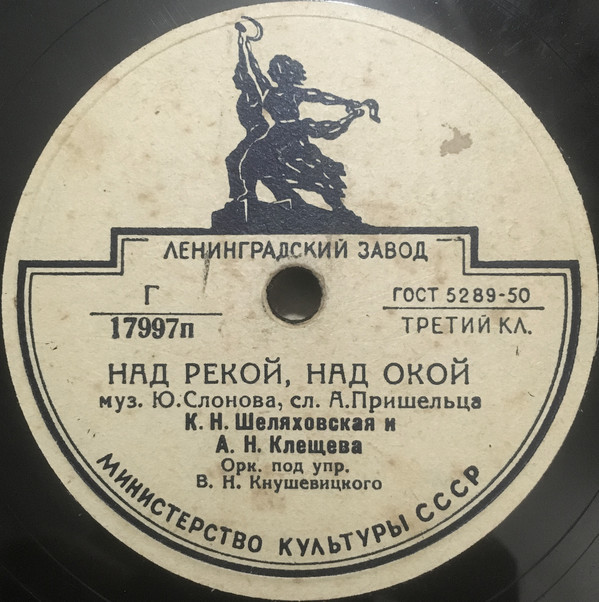 ЛЕНИНГРАДСКИЙ ЗАВОД
Г
17997п
ГОСТ 5289-50
ТРЕТИЙ КЛ.
НАД РЕКОЙ, НАД ОКОЙ
муз. Ю. Слонова, сл. А. Пришельца
К. Н. Шеляховская и
А. Н. Клещева
Орк. под упр.
В. Н. Кнушевицкого
МИНИСТЕРСТВО КУЛЬТУРЫ СССР